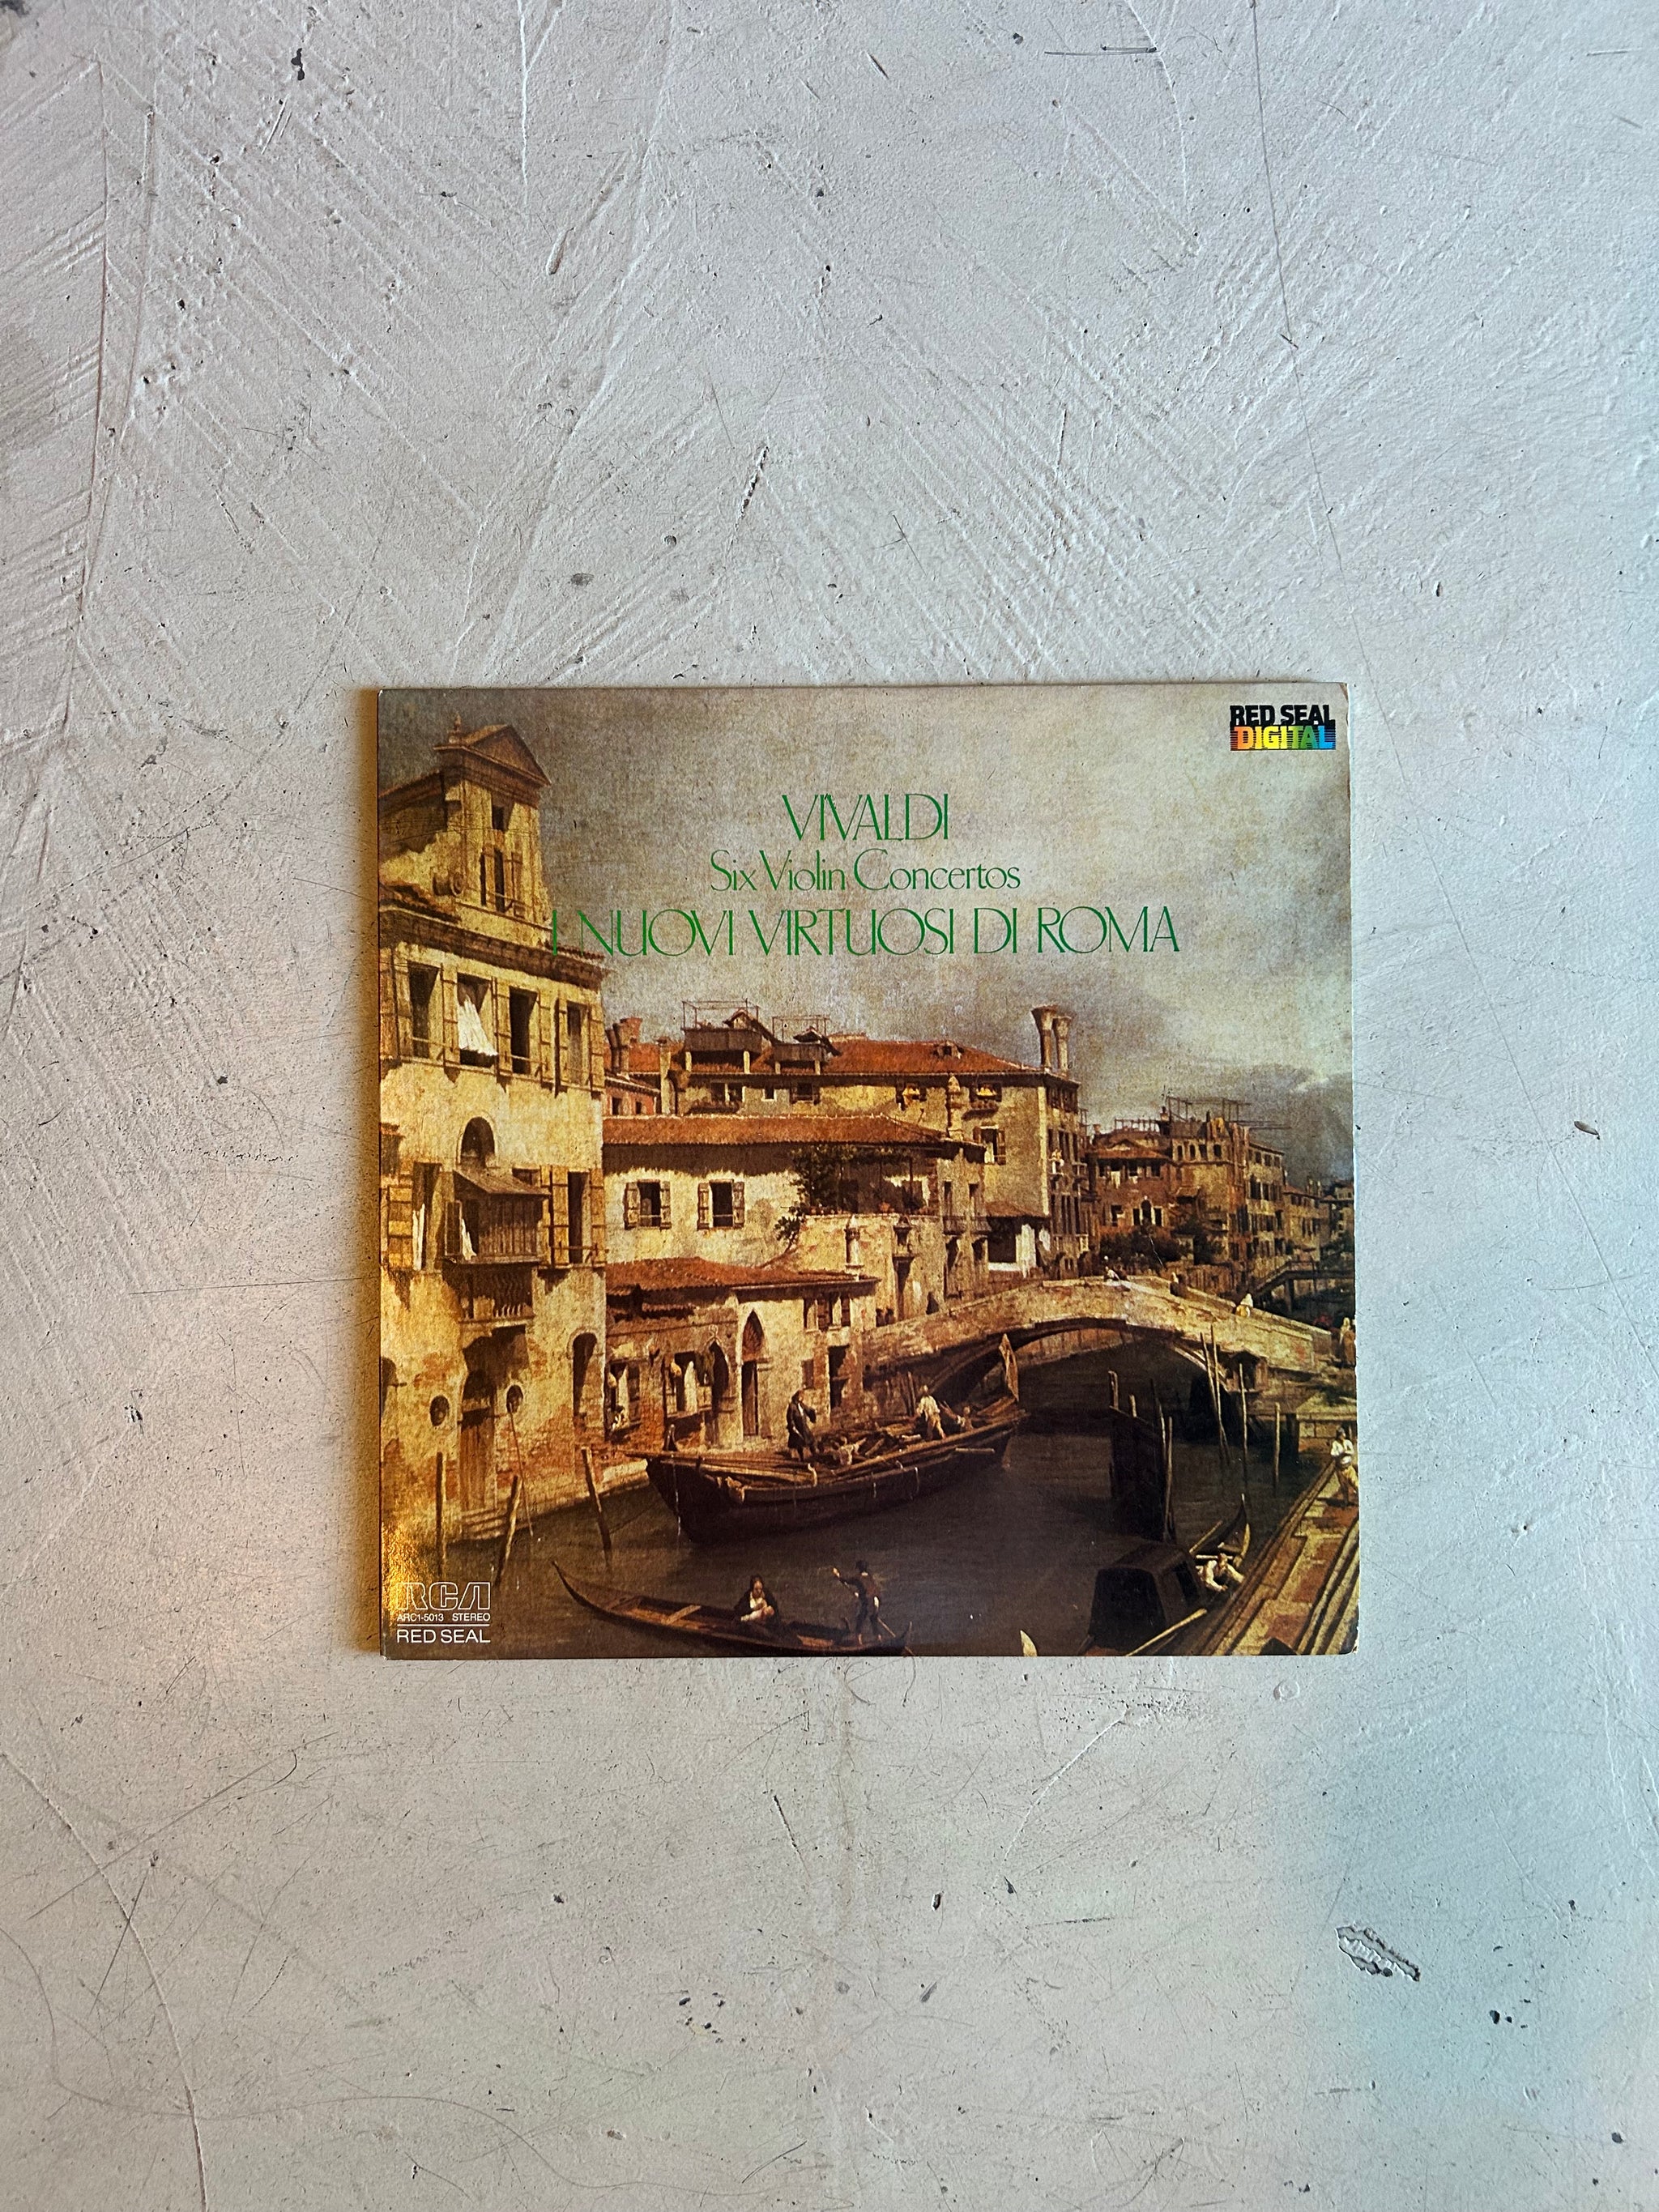 RED SEAL
DIGITAL
VIVALDI
Six Violin Concertos
I NUOVI VIRTUOSI DI ROMA
RCA
ARC1-5013 STEREO
RED SEAL